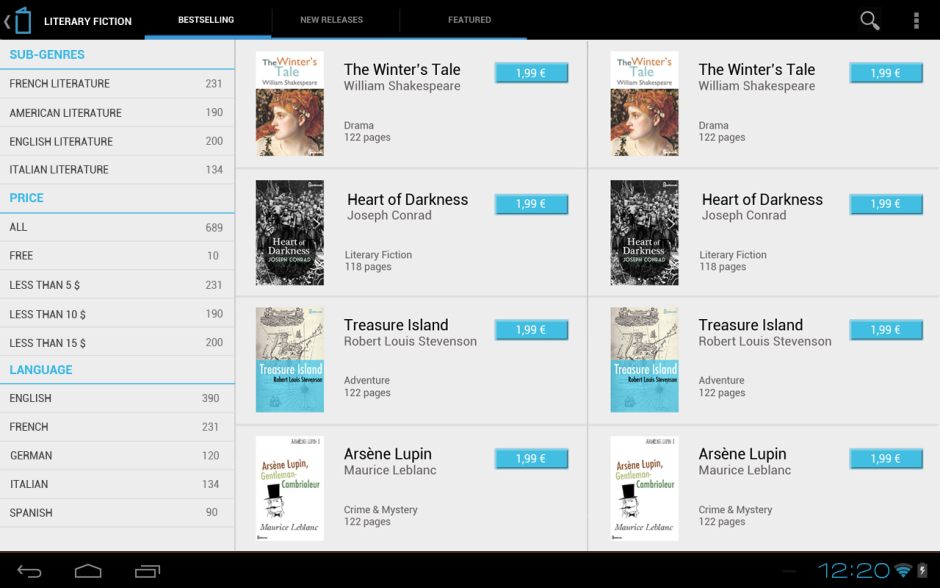 LITERARY FICTION
BESTSELLING
NEW RELEASES
FEATURED
SUB-GENRES
FRENCH LITERATURE 231
AMERICAN LITERATURE 190
ENGLISH LITERATURE 200
ITALIAN LITERATURE 134
PRICE
ALL 689
FREE 10
LESS THAN 5 $ 231
LESS THAN 10 $ 190
LESS THAN 15 $ 200
LANGUAGE
ENGLISH 390
FRENCH 231
GERMAN 120
ITALIAN 134
SPANISH 90
The Winter's
Tale
William Shakespeare
The Winter's Tale
William Shakespeare
1,99 €
Drama
122 pages
The Winter's
Tale
William Shakespeare
The Winter's Tale
William Shakespeare
1,99 €
Drama
122 pages
Heart of
Darkness
JOSEPH CONRAD
Heart of Darkness
Joseph Conrad
1,99 €
Literary Fiction
118 pages
Heart of
Darkness
JOSEPH CONRAD
Heart of Darkness
Joseph Conrad
1,99 €
Literary Fiction
118 pages
Treasure Island
Robert Louis Stevenson
Treasure Island
Robert Louis Stevenson
1,99 €
Adventure
122 pages
Treasure Island
Robert Louis Stevenson
Treasure Island
Robert Louis Stevenson
1,99 €
Adventure
122 pages
Arsène Lupin,
Gentleman-
Cambrioleur
Maurice Leblanc
Arsène Lupin
Maurice Leblanc
1,99 €
Crime & Mystery
122 pages
Arsène Lupin,
Gentleman-
Cambrioleur
Maurice Leblanc
Arsène Lupin
Maurice Leblanc
1,99 €
Crime & Mystery
122 pages
12:20